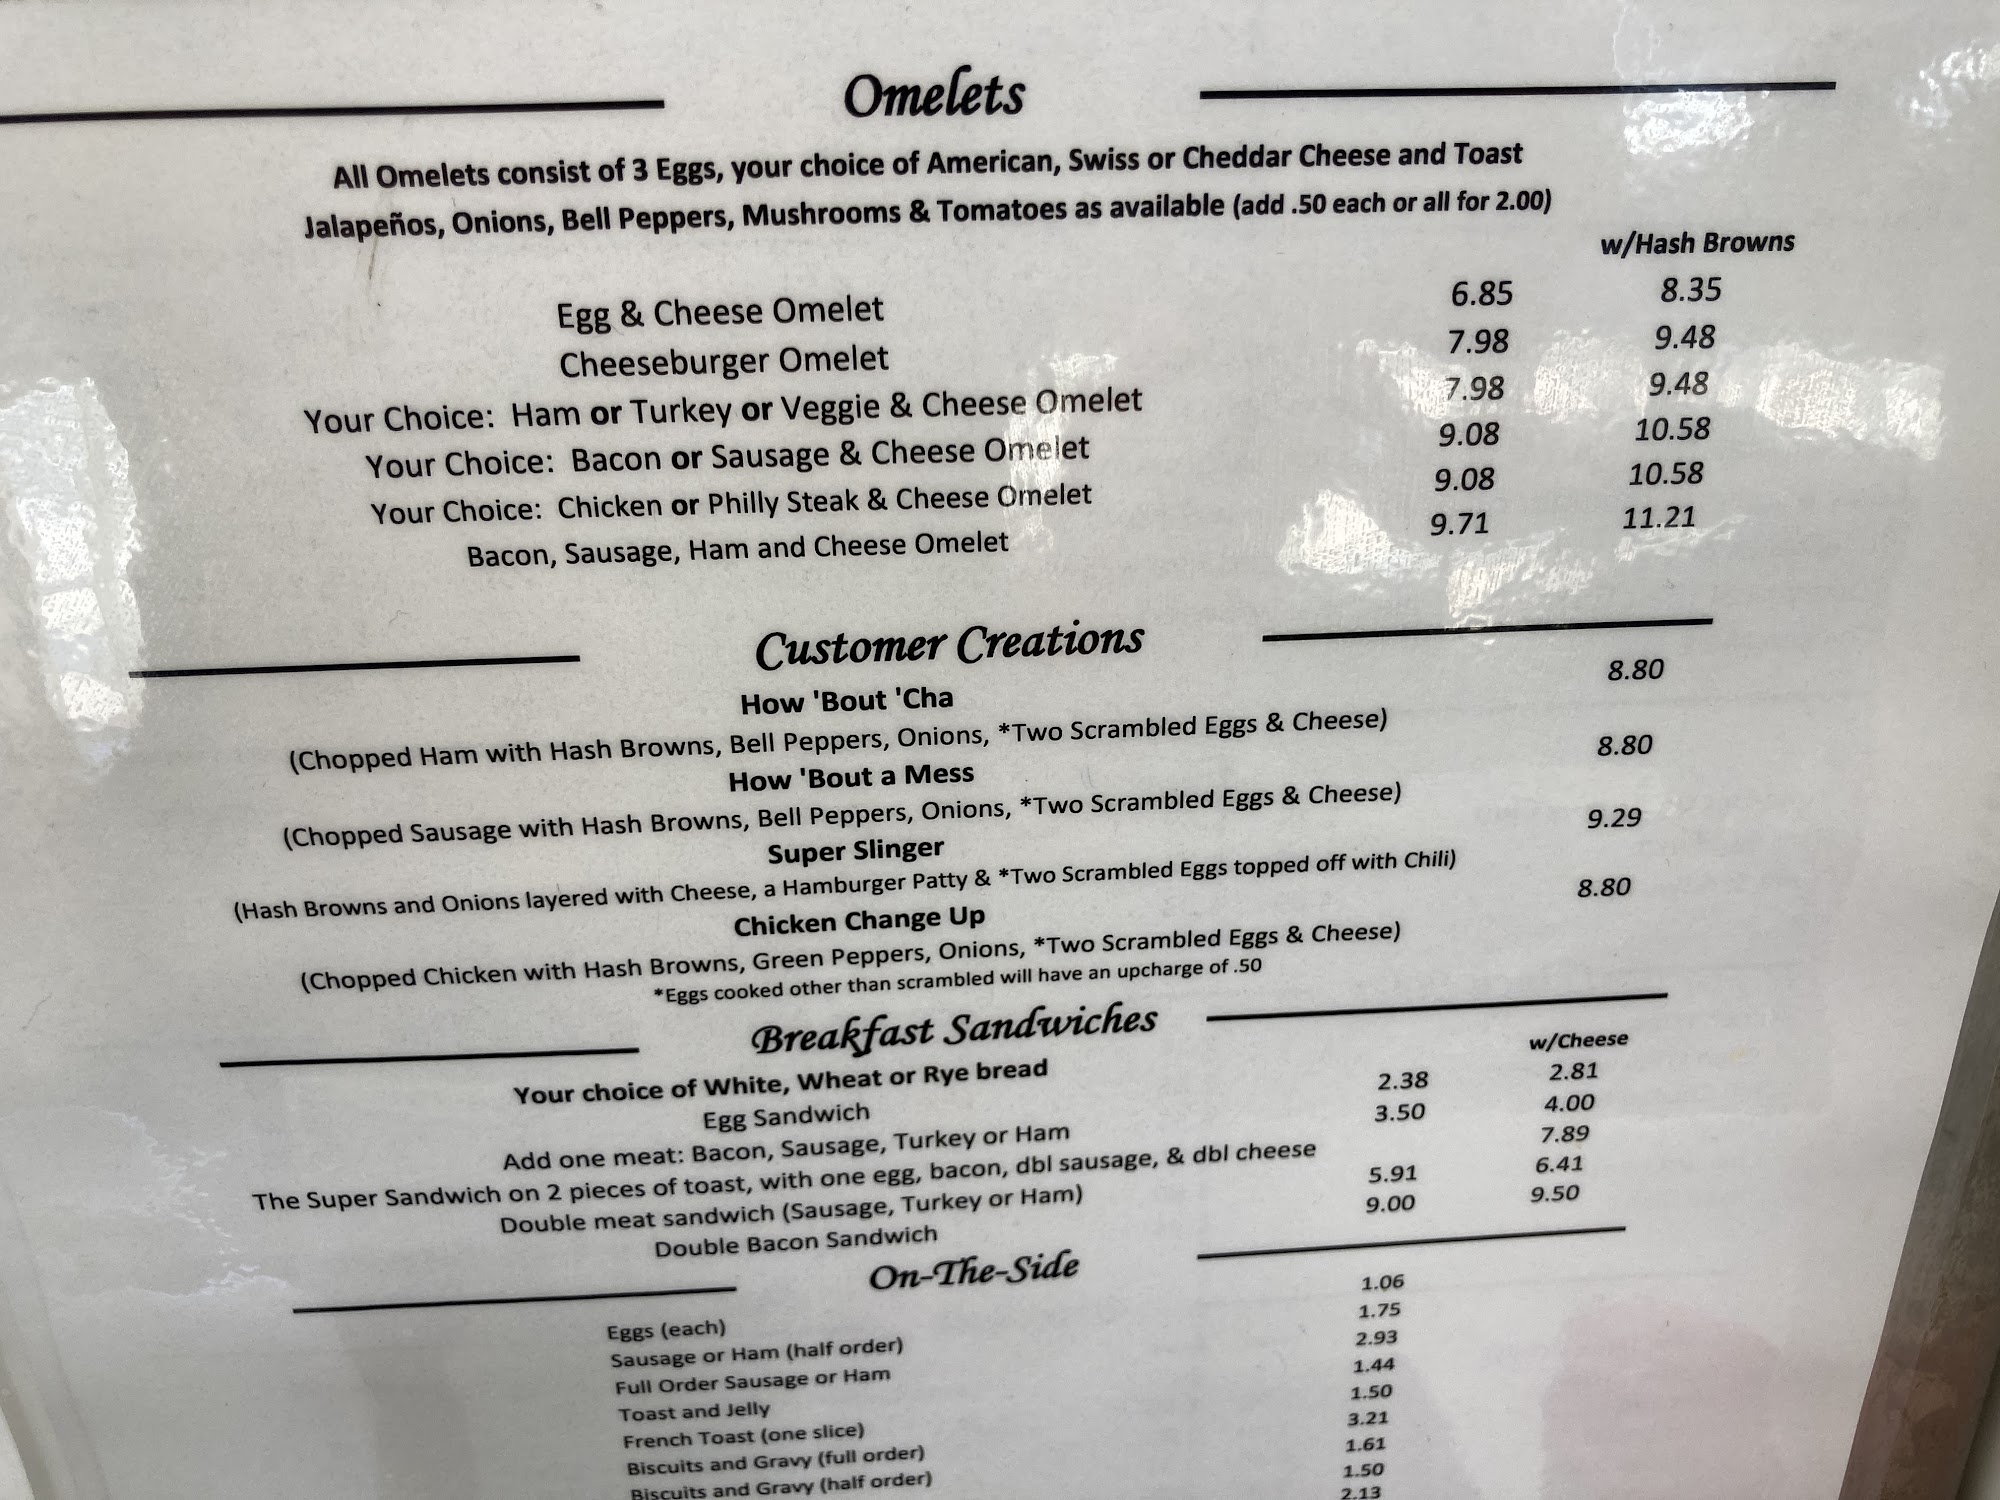 Omelets
All Omelets consist of 3 Eggs, your choice of American, Swiss or Cheddar Cheese and Toast
Jalapeños, Onions, Bell Peppers, Mushrooms & Tomatoes as available (add .50 each or all for 2.00)
w/Hash Browns
Egg & Cheese Omelet 6.85 8.35
Cheeseburger Omelet 7.98 9.48
Your Choice: Ham or Turkey or Veggie & Cheese Omelet 7.98 9.48
Your Choice: Bacon or Sausage & Cheese Omelet 9.08 10.58
Your Choice: Chicken or Philly Steak & Cheese Omelet 9.08 10.58
Bacon, Sausage, Ham and Cheese Omelet 9.71 11.21
Customer Creations
How 'Bout 'Cha 8.80
(Chopped Ham with Hash Browns, Bell Peppers, Onions, *Two Scrambled Eggs & Cheese)
How 'Bout a Mess 8.80
(Chopped Sausage with Hash Browns, Bell Peppers, Onions, *Two Scrambled Eggs & Cheese)
Super Slinger 9.29
(Hash Browns and Onions layered with Cheese, a Hamburger Patty & *Two Scrambled Eggs topped off with Chili)
Chicken Change Up 8.80
(Chopped Chicken with Hash Browns, Green Peppers, Onions, *Two Scrambled Eggs & Cheese)
*Eggs cooked other than scrambled will have an upcharge of .50
Breakfast Sandwiches
Your choice of White, Wheat or Rye bread w/Cheese
Egg Sandwich 2.38 2.81
Add one meat: Bacon, Sausage, Turkey or Ham 3.50 4.00
The Super Sandwich on 2 pieces of toast, with one egg, bacon, dbl sausage, & dbl cheese 7.89
Double meat sandwich (Sausage, Turkey or Ham) 5.91 6.41
Double Bacon Sandwich 9.00 9.50
On-The-Side
Eggs (each) 1.06
Sausage or Ham (half order) 1.75
Full Order Sausage or Ham 2.93
Toast and Jelly 1.44
French Toast (one slice) 1.50
Biscuits and Gravy (full order) 3.21
Biscuits and Gravy (half order) 1.61
1.50
2.13